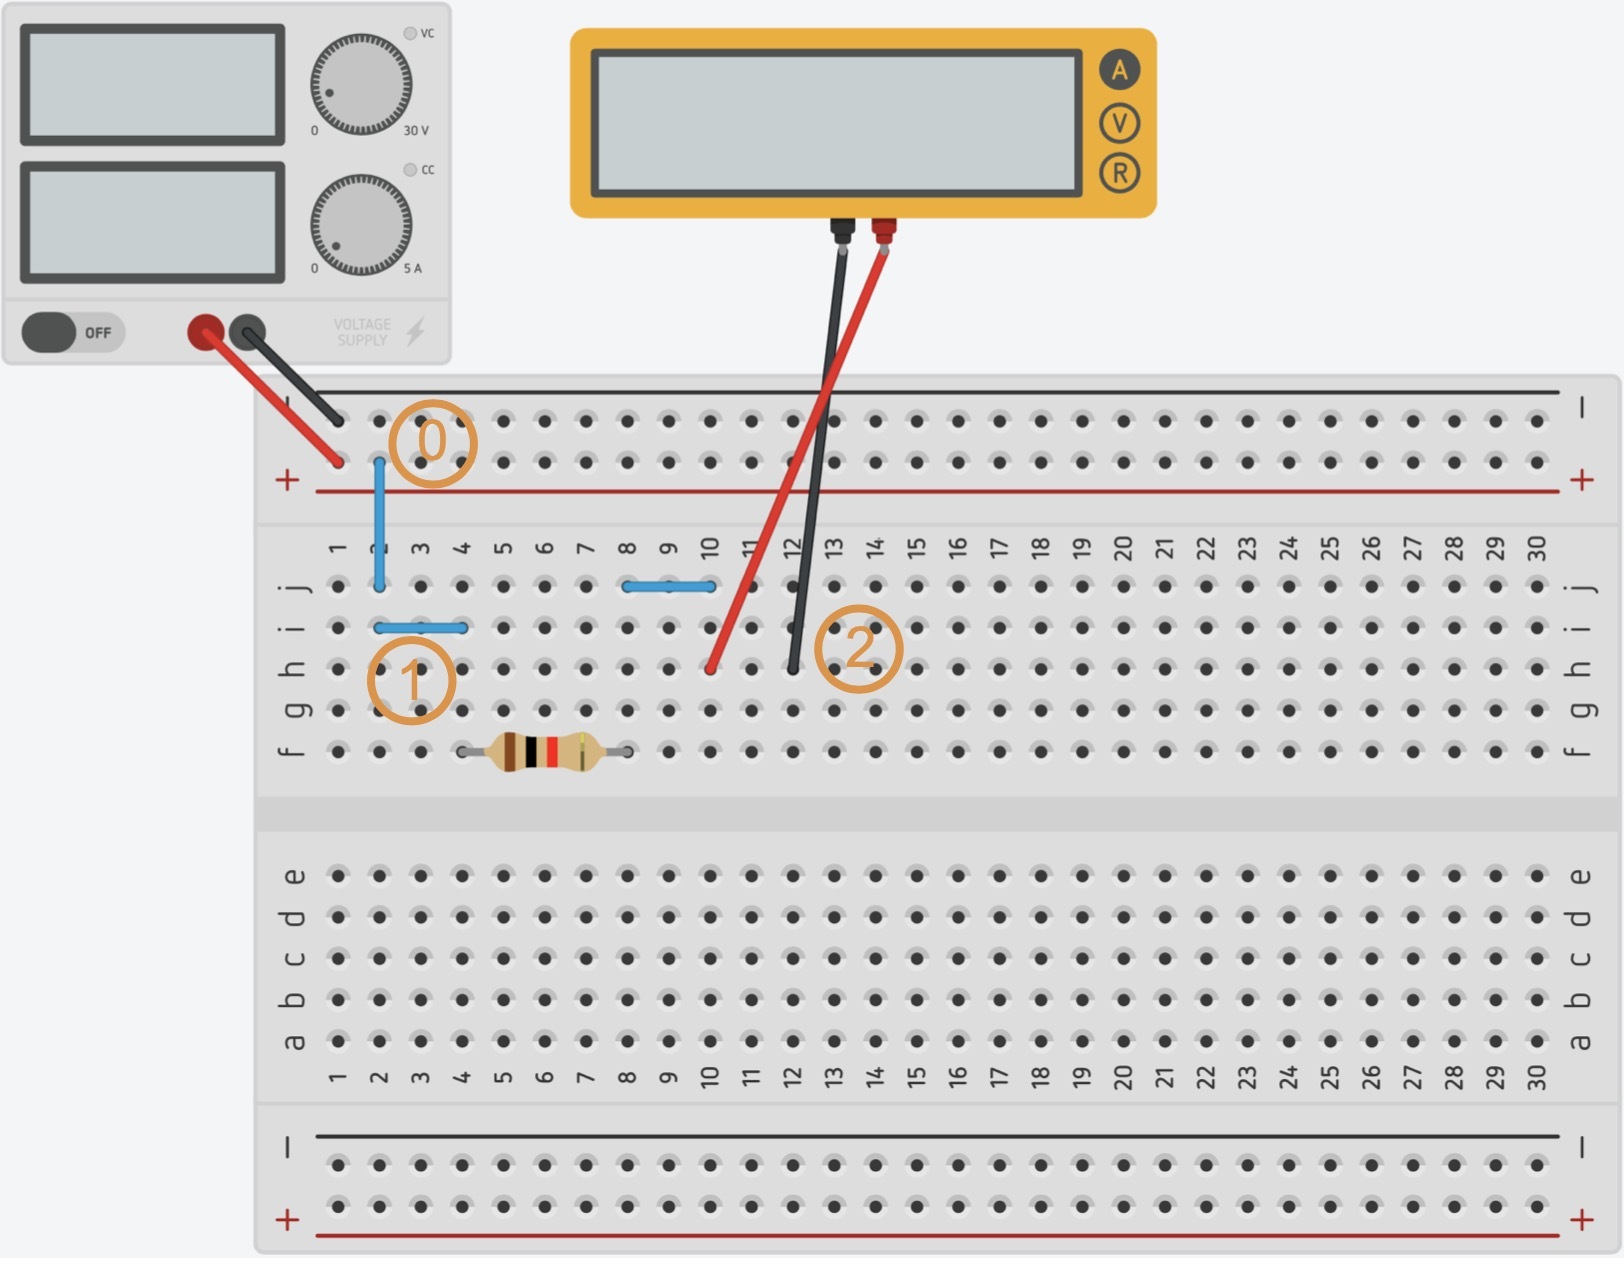 VC
0 30 V
CC
0 5 A
OFF
VOLTAGE
SUPPLY
A
V
R
0
− −
+ +
1 2 3 4 5 6 7 8 9 10 11 12 13 14 15 16 17 18 19 20 21 22 23 24 25 26 27 28 29 30
j j
i i
2
h h
1
g g
f f
e e
d d
c c
b b
a a
1 2 3 4 5 6 7 8 9 10 11 12 13 14 15 16 17 18 19 20 21 22 23 24 25 26 27 28 29 30
− −
+ +